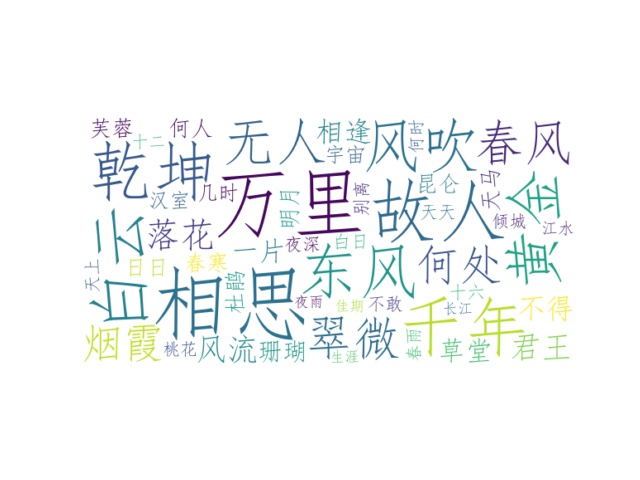 芙蓉
何人
十二
无人
相逢
宇宙
风吹
何时
春风
乾坤
汉室
几时
万里
明月
别离
故人
昆仑
天天
天马
倾城
黄金
江水
白云
天上
落花
日日
春寒
一片
杜鹃
夜深
白日
东风
何处
相思
夜雨
佳期
不敢
十六
长江
千年
不得
烟霞
桃花
风流
珊瑚
翠微
生涯
春雨
草堂
君王